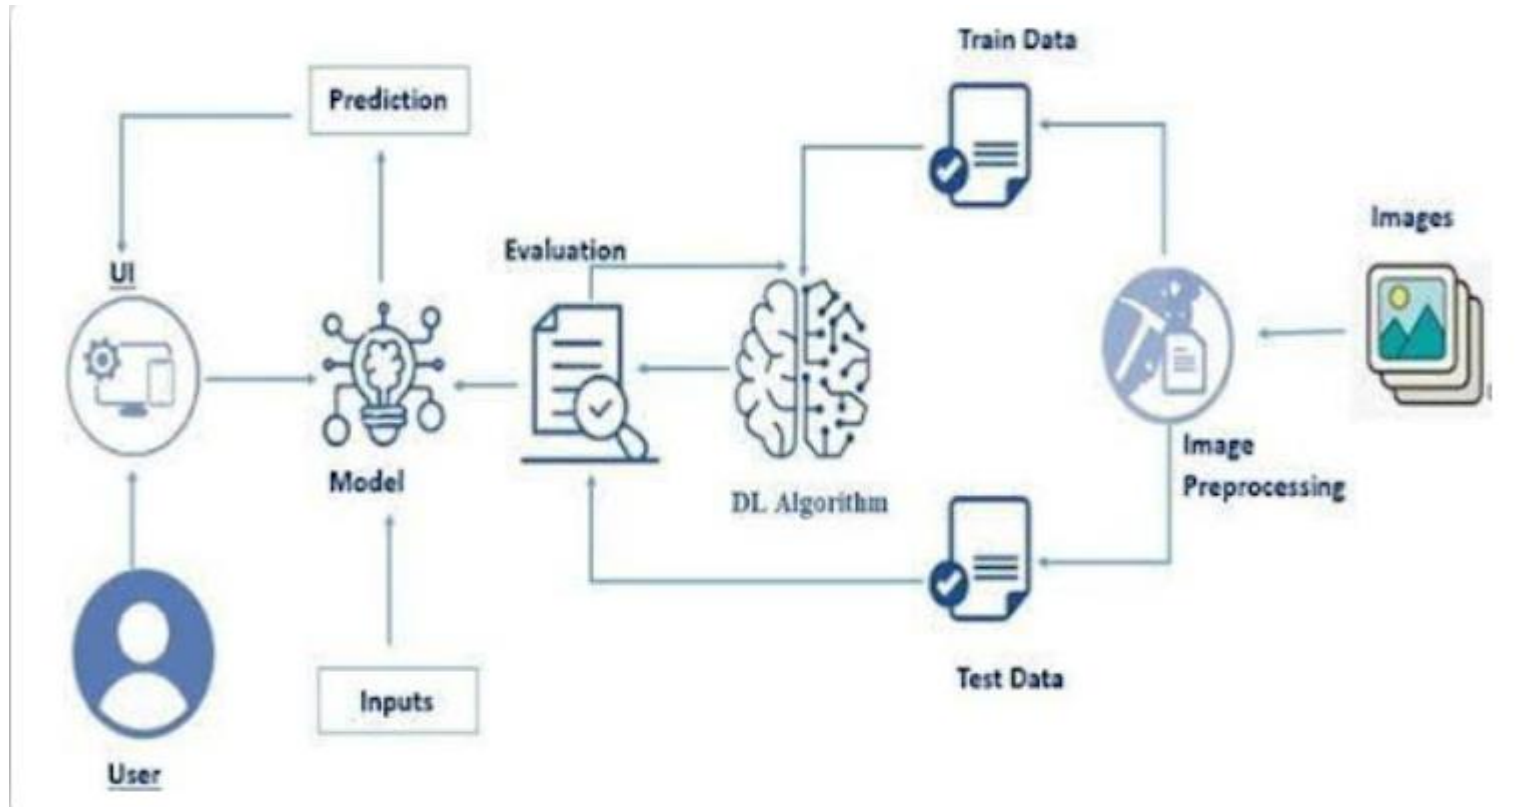 Train Data
Prediction
Images
Evaluation
UI
Image
Preprocessing
Model
DL Algorithm
Test Data
Inputs
User